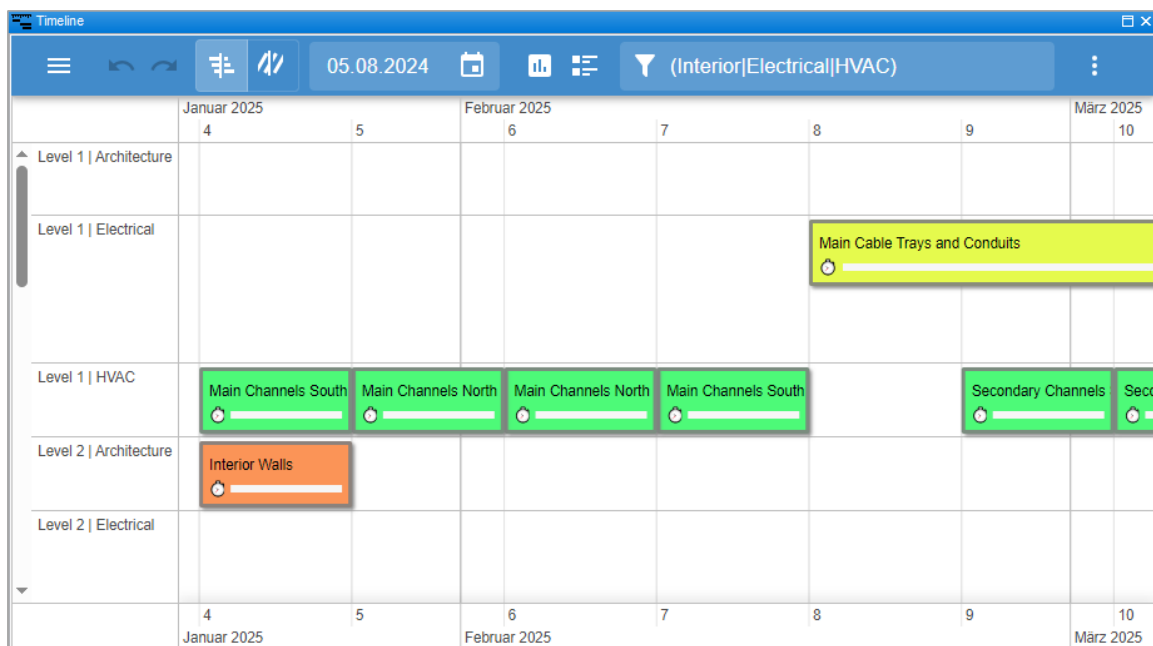 Timeline
05.08.2024 (Interior|Electrical|HVAC)
Januar 2025 Februar 2025 März 2025
4 5 6 7 8 9 10
Level 1 | Architecture
Level 1 | Electrical
Main Cable Trays and Conduits
Level 1 | HVAC
Main Channels South Main Channels North Main Channels North Main Channels South Secondary Channels
Level 2 | Architecture
Interior Walls
Level 2 | Electrical
4 5 6 7 8 9 10
Januar 2025 Februar 2025 März 2025